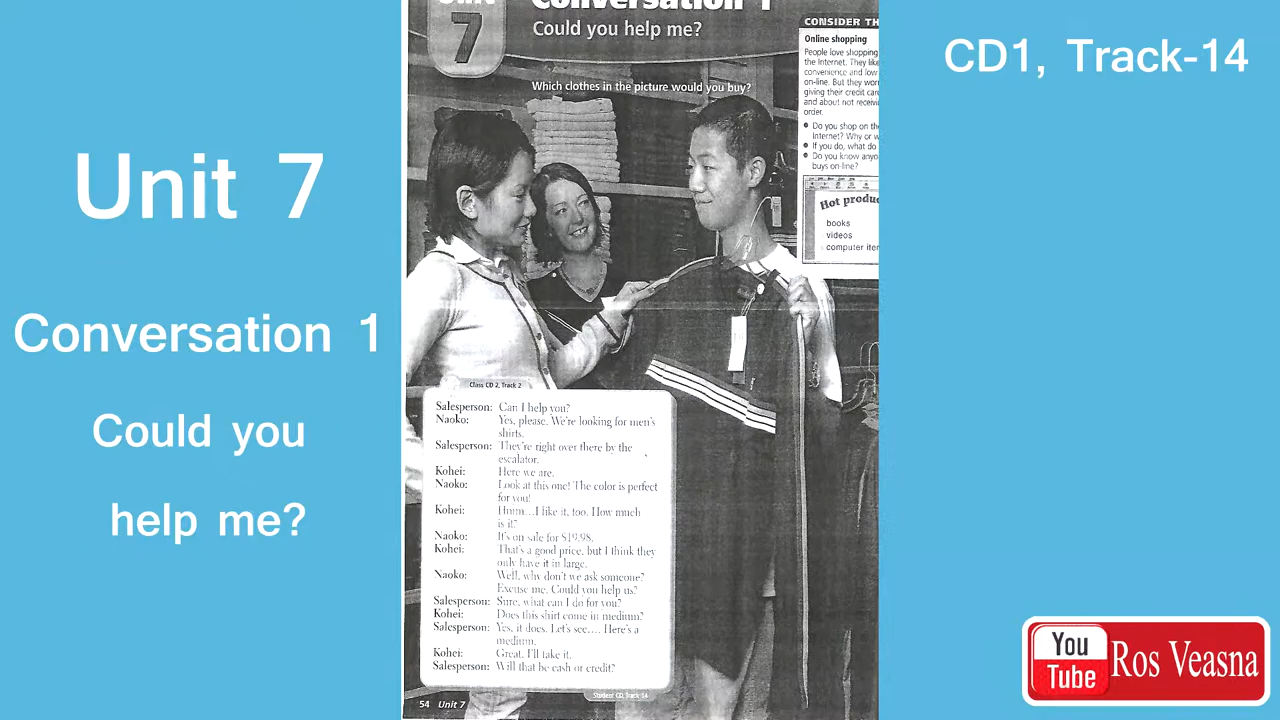 Unit 7
Conversation 1
Could you
help me?
7
Conversation 1
Could you help me?
Which clothes in the picture would you buy?
CONSIDER TH
Online shopping
People love shopping
the Internet. They like
convenience and low
on-line. But they wor
giving their credit car
and about not receivi
order.
• Do you shop on the
Internet? Why or w
• If you do, what do
• Do you know anyo
buys on-line?
Hot produ
books
videos
computer iter
Class CD 2, Track 2
Salesperson: Can I help you?
Naoko: Yes, please. We're looking for men's
shirts.
Salesperson: They're right over there by the
escalator.
Kohei: Here we are.
Naoko: Look at this one! The color is perfect
for you!
Kohei: Hmm…I like it, too. How much
is it?
Naoko: It's on sale for $19.98.
Kohei: That's a good price, but I think they
only have it in large.
Naoko: Well, why don't we ask someone?
Excuse me. Could you help us?
Salesperson: Sure, what can I do for you?
Kohei: Does this shirt come in medium?
Salesperson: Yes, it does. Let's see.... Here's a
medium.
Kohei: Great. I'll take it.
Salesperson: Will that be cash or credit?
Student CD, Track 14
54 Unit 7
CD1, Track-14
You
Tube
Ros Veasna